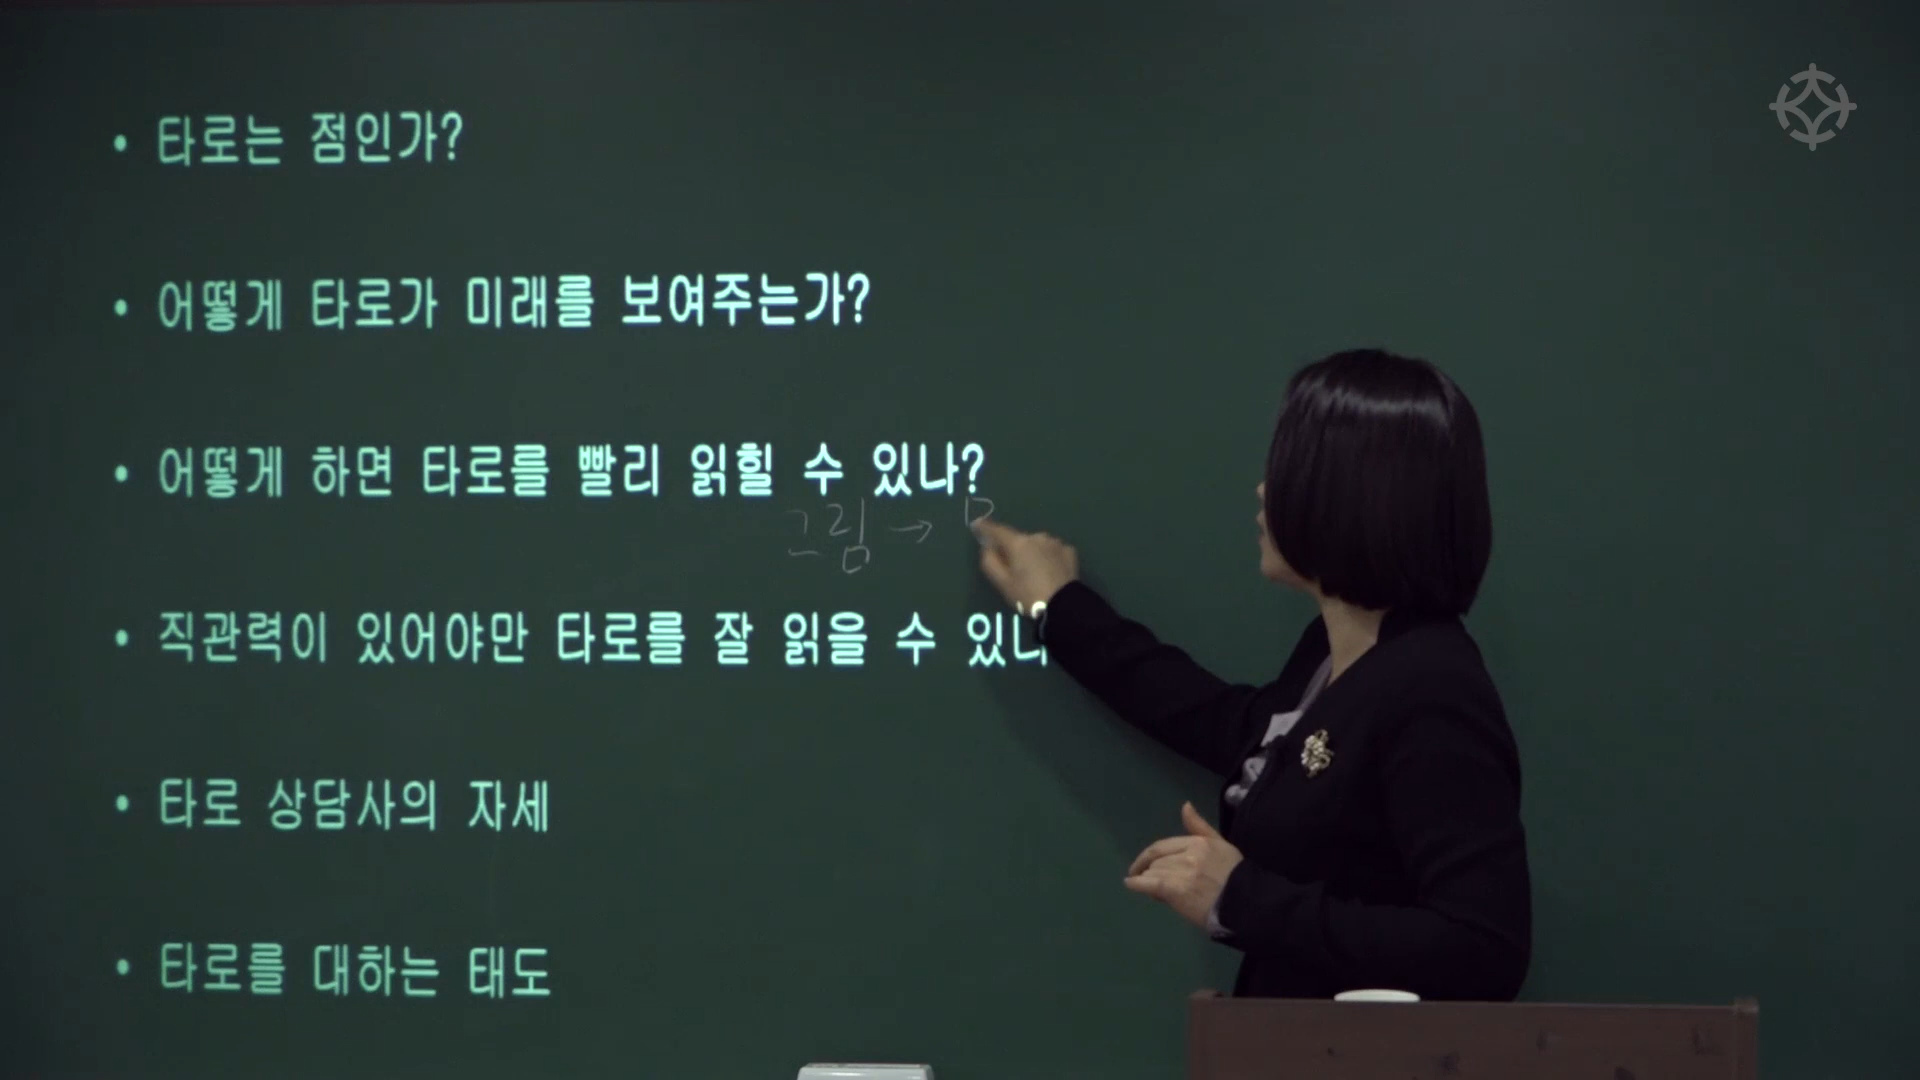 • 타로는 점인가?
• 어떻게 타로가 미래를 보여주는가?
• 어떻게 하면 타로를 빨리 읽힐 수 있나?
그림 →
• 직관력이 있어야만 타로를 잘 읽을 수 있나
• 타로 상담사의 자세
• 타로를 대하는 태도